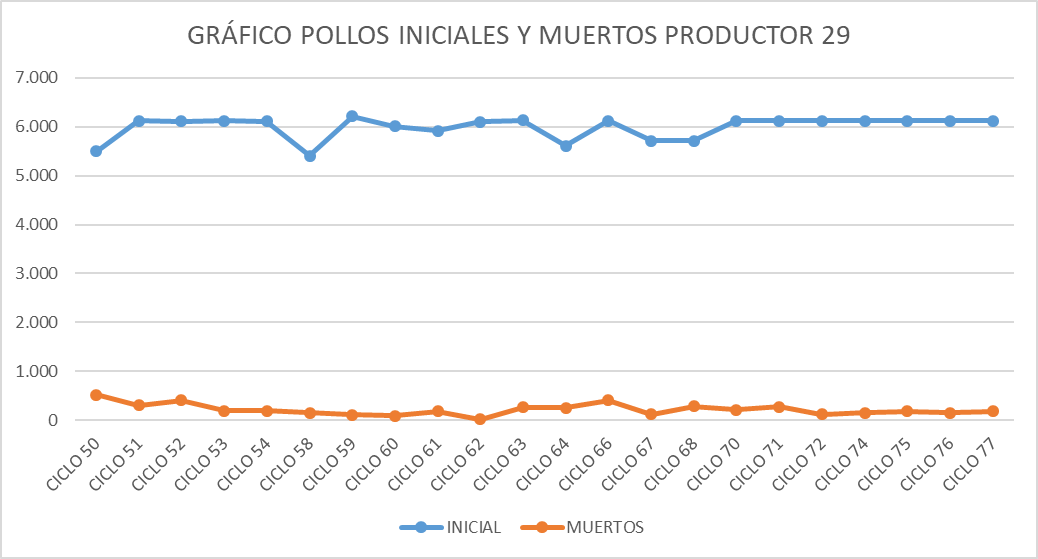 GRÁFICO POLLOS INICIALES Y MUERTOS PRODUCTOR 29
7.000
6.000
5.000
4.000
3.000
2.000
1.000
0
CICLO 50
CICLO 51
CICLO 52
CICLO 53
CICLO 54
CICLO 58
CICLO 59
CICLO 60
CICLO 61
CICLO 62
CICLO 63
CICLO 64
CICLO 66
CICLO 67
CICLO 68
CICLO 70
CICLO 71
CICLO 72
CICLO 74
CICLO 75
CICLO 76
CICLO 77
INICIAL MUERTOS